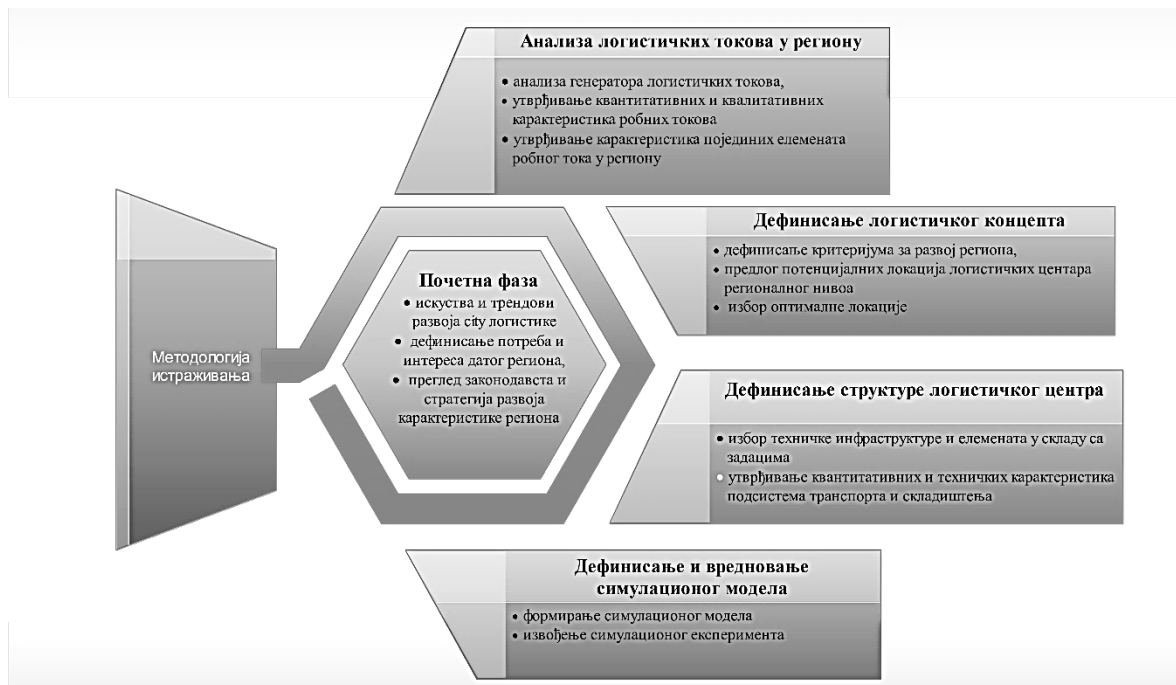 Методологија
истраживања
Почетна фаза
• искуства и трендови
развоја city логистике
• дефинисање потреба и
интереса датог региона,
• преглед законодавста и
стратегија развоја
карактеристике региона
Анализа логистичких токова у региону
• анализа генератора логистичких токова,
• утврђивање квантитативних и квалитативних
карактеристика робних токова
• утврђивање карактеристика појединих елемената
робног тока у региону
Дефинисање логистичког концепта
• дефинисање критеријума за развој региона,
• предлог потенцијалних локација логистичких центара
регионалног нивоа
• избор оптималне локације
Дефинисање структуре логистичког центра
• избор техничке инфраструктуре и елемената у складу са
задацима
• утврђивање квантитативних и техничких карактеристика
подсистема транспорта и складиштења
Дефинисање и вредновање
симулационог модела
• формирање симулационог модела
• извођење симулационог експеримента